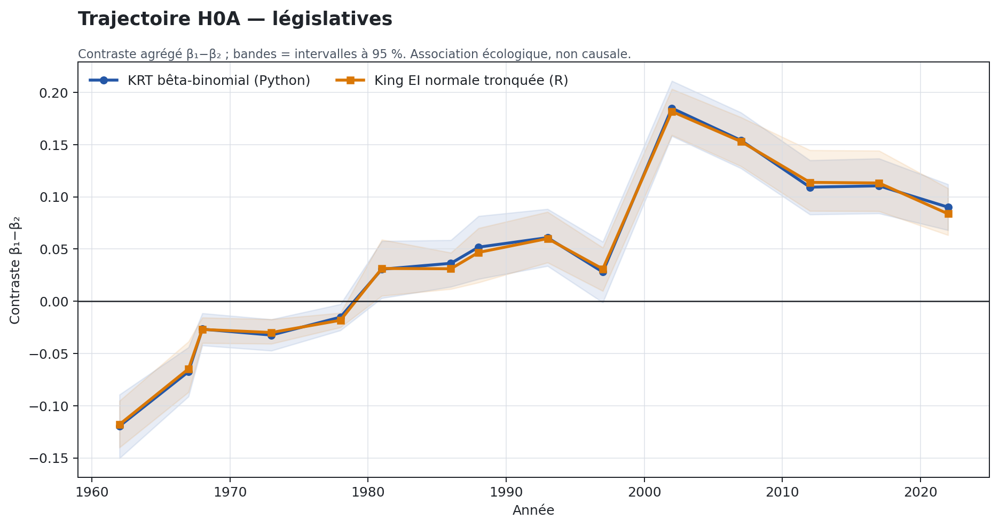 Trajectoire H0A — législatives
Contraste agrégé β₁−β₂ ; bandes = intervalles à 95 %. Association écologique, non causale.
KRT bêta-binomial (Python)
King EI normale tronquée (R)
Contraste β₁−β₂
0.20
0.15
0.10
0.05
0.00
−0.05
−0.10
−0.15
1960 1970 1980 1990 2000 2010 2020
Année